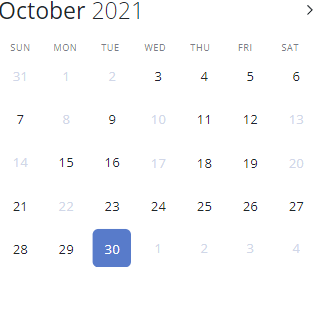 October 2021
SUN MON TUE WED THU FRI SAT
31 1 2 3 4 5 6
7 8 9 10 11 12 13
14 15 16 17 18 19 20
21 22 23 24 25 26 27
28 29 30 1 2 3 4